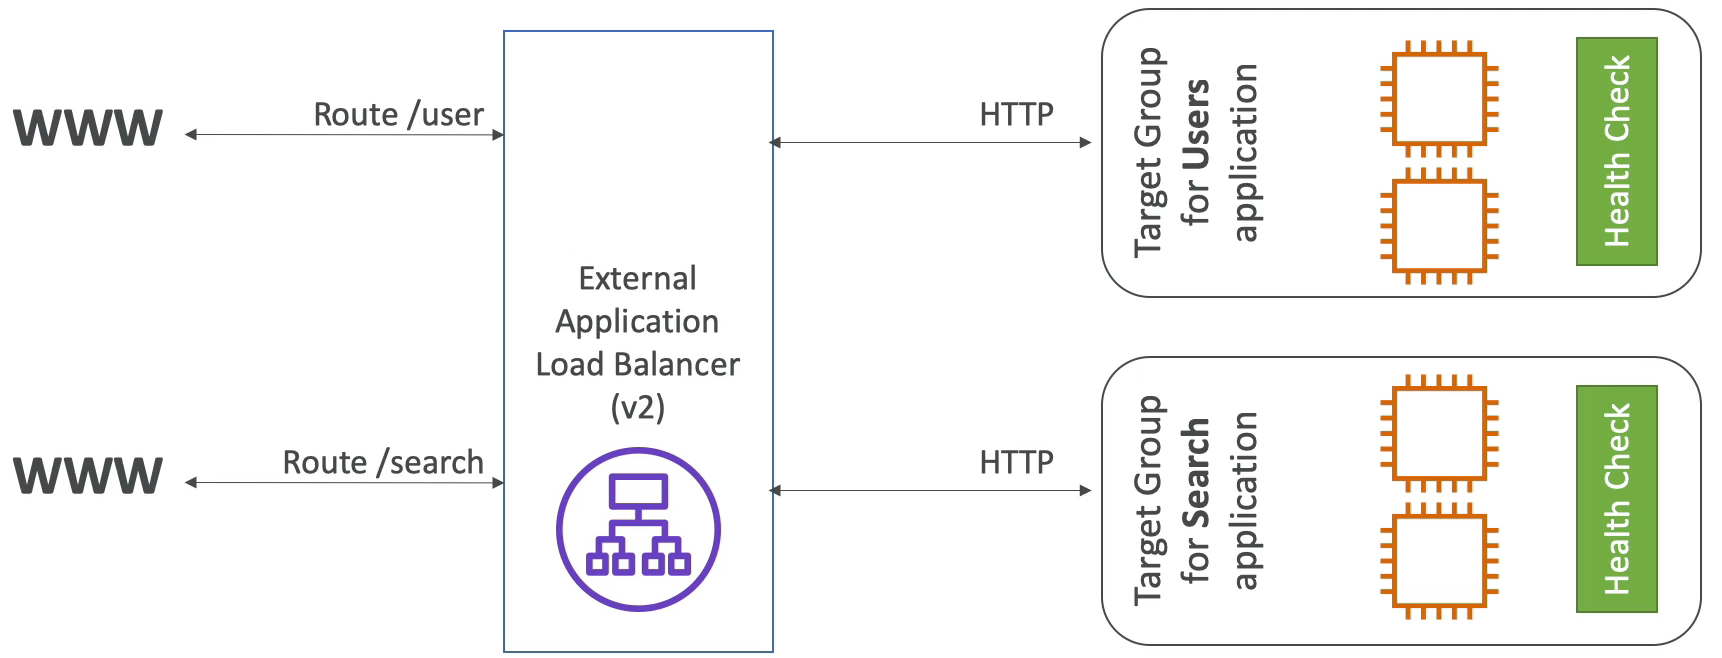 WWW
Route /user
HTTP
Target Group
for Users
application
Health Check
External
Application
Load Balancer
(v2)
WWW
Route /search
HTTP
Target Group
for Search
application
Health Check